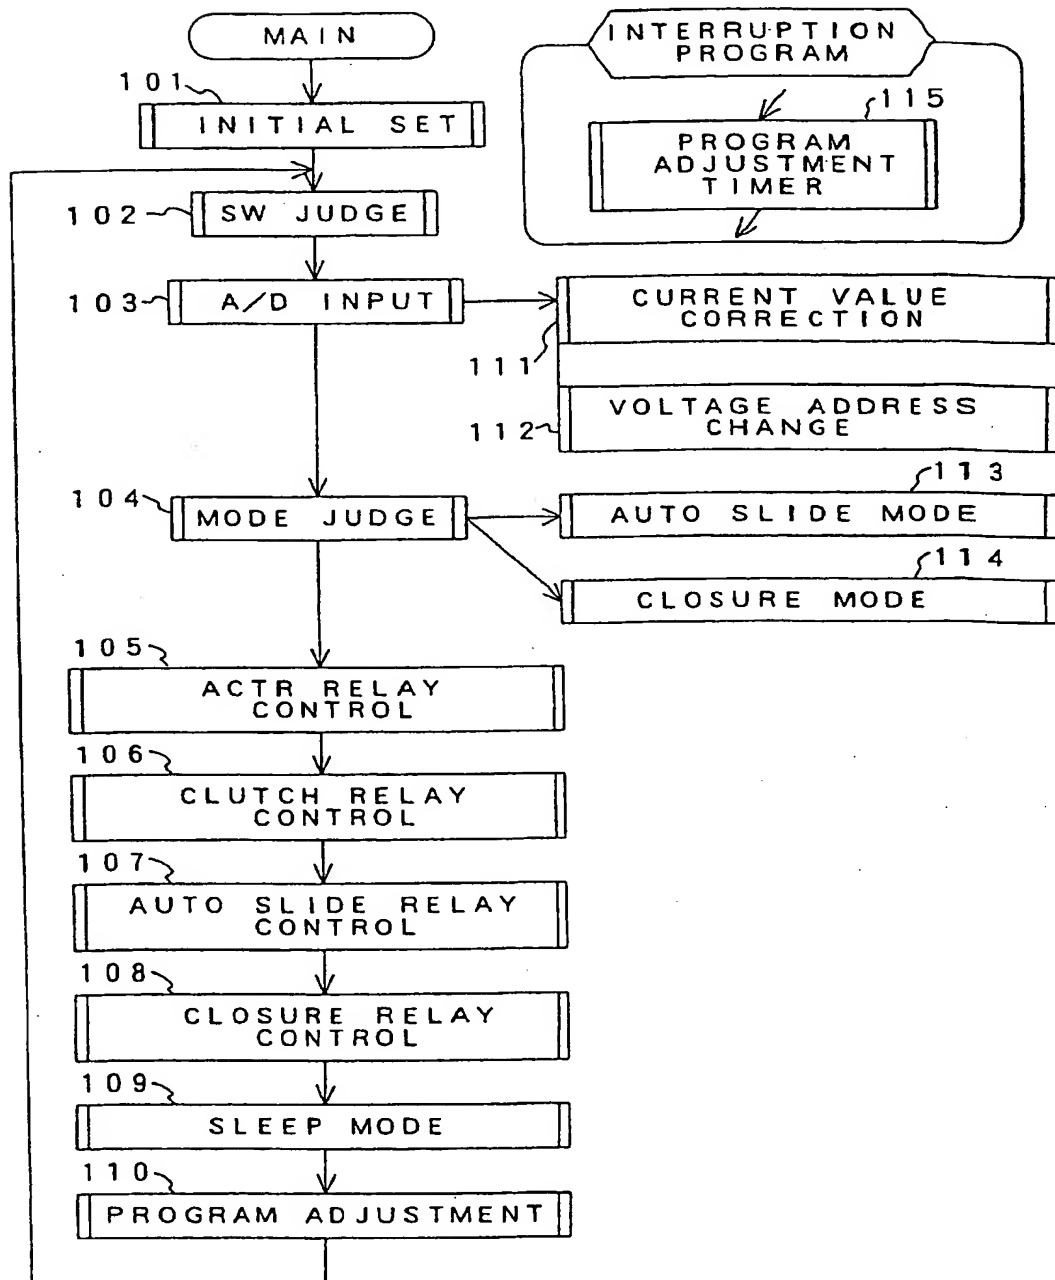 MAIN
INTERRUPTION
PROGRAM
101
INITIAL SET
115
PROGRAM
ADJUSTMENT
TIMER
102
SW JUDGE
103
A/D INPUT
CURRENT VALUE
CORRECTION
111
VOLTAGE ADDRESS
CHANGE
112
104
MODE JUDGE
113
AUTO SLIDE MODE
114
CLOSURE MODE
105
ACTR RELAY
CONTROL
106
CLUTCH RELAY
CONTROL
107
AUTO SLIDE RELAY
CONTROL
108
CLOSURE RELAY
CONTROL
109
SLEEP MODE
110
PROGRAM ADJUSTMENT